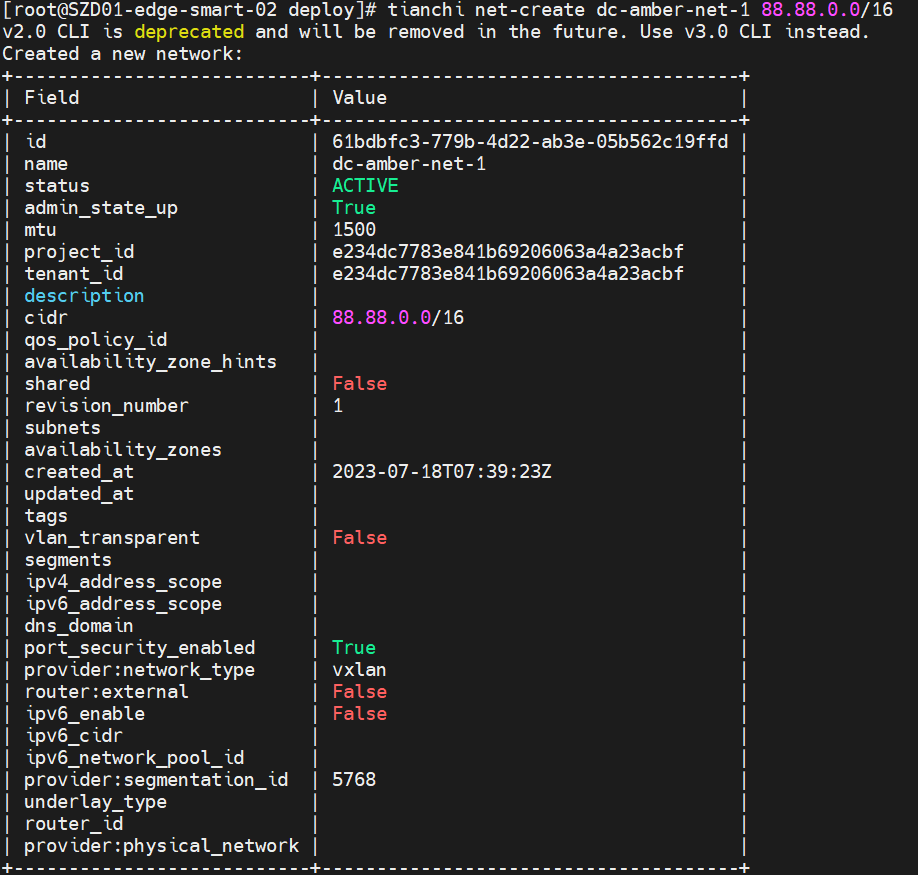 [root@SZD01-edge-smart-02 deploy]# tianchi net-create dc-amber-net-1 88.88.0.0/16
v2.0 CLI is deprecated and will be removed in the future. Use v3.0 CLI instead.
Created a new network:
+---------------------------+--------------------------------------+
| Field                     | Value                                |
+---------------------------+--------------------------------------+
| id                        | 61bdbfc3-779b-4d22-ab3e-05b562c19ffd |
| name                      | dc-amber-net-1                       |
| status                    | ACTIVE                               |
| admin_state_up            | True                                 |
| mtu                       | 1500                                 |
| project_id                | e234dc7783e841b69206063a4a23acbf     |
| tenant_id                 | e234dc7783e841b69206063a4a23acbf     |
| description               |                                      |
| cidr                      | 88.88.0.0/16                         |
| qos_policy_id             |                                      |
| availability_zone_hints   |                                      |
| shared                    | False                                |
| revision_number           | 1                                    |
| subnets                   |                                      |
| availability_zones        |                                      |
| created_at                | 2023-07-18T07:39:23Z                 |
| updated_at                |                                      |
| tags                      |                                      |
| vlan_transparent          | False                                |
| segments                  |                                      |
| ipv4_address_scope        |                                      |
| ipv6_address_scope        |                                      |
| dns_domain                |                                      |
| port_security_enabled     | True                                 |
| provider:network_type     | vxlan                                |
| router:external           | False                                |
| ipv6_enable               | False                                |
| ipv6_cidr                 |                                      |
| ipv6_network_pool_id      |                                      |
| provider:segmentation_id  | 5768                                 |
| underlay_type             |                                      |
| router_id                 |                                      |
| provider:physical_network |                                      |
+---------------------------+--------------------------------------+